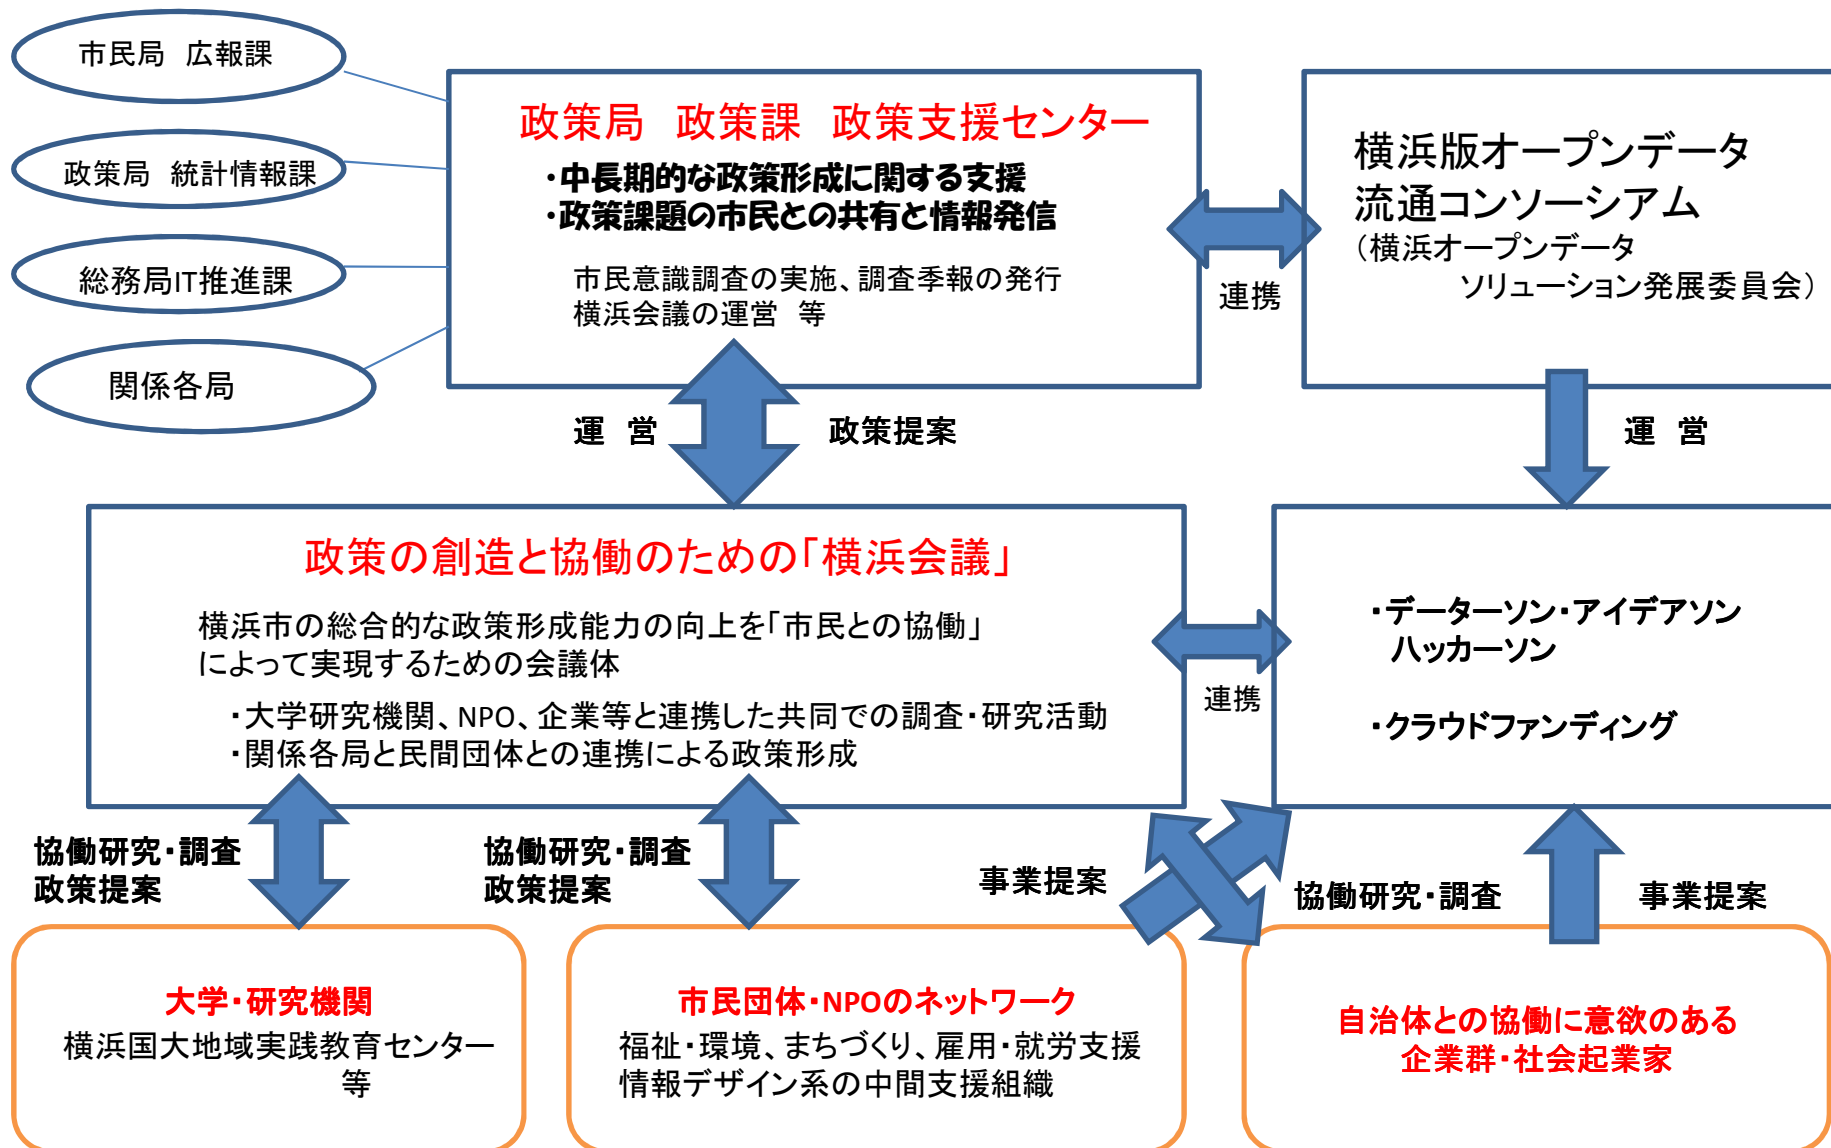 市民局　広報課
政策局　統計情報課
総務局IT推進課
関係各局
政策局　政策課　政策支援センター
・中長期的な政策形成に関する支援
・政策課題の市民との共有と情報発信
市民意識調査の実施、調査季報の発行
横浜会議の運営　等
連携
横浜版オープンデータ
流通コンソーシアム
（横浜オープンデータ
ソリューション発展委員会）
運　営
政策提案
運　営
政策の創造と協働のための「横浜会議」
横浜市の総合的な政策形成能力の向上を「市民との協働」
によって実現するための会議体
・大学研究機関、NPO、企業等と連携した共同での調査・研究活動
・関係各局と民間団体との連携による政策形成
連携
・データーソン・アイデアソン
ハッカーソン
・クラウドファンディング
協働研究・調査
政策提案
協働研究・調査
政策提案
事業提案
協働研究・調査
事業提案
大学・研究機関
横浜国大地域実践教育センター
等
市民団体・NPOのネットワーク
福祉・環境、まちづくり、雇用・就労支援
情報デザイン系の中間支援組織
自治体との協働に意欲のある
企業群・社会起業家